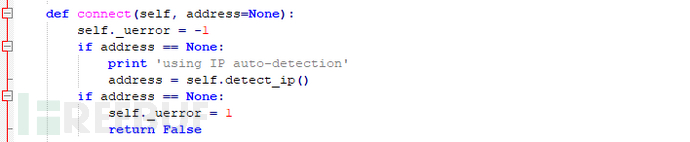 def connect(self, address=None):
    self._uerror = -1
    if address == None:
        print 'using IP auto-detection'
        address = self.detect_ip()
    if address == None:
        self._uerror = 1
        return False
FREEBUF